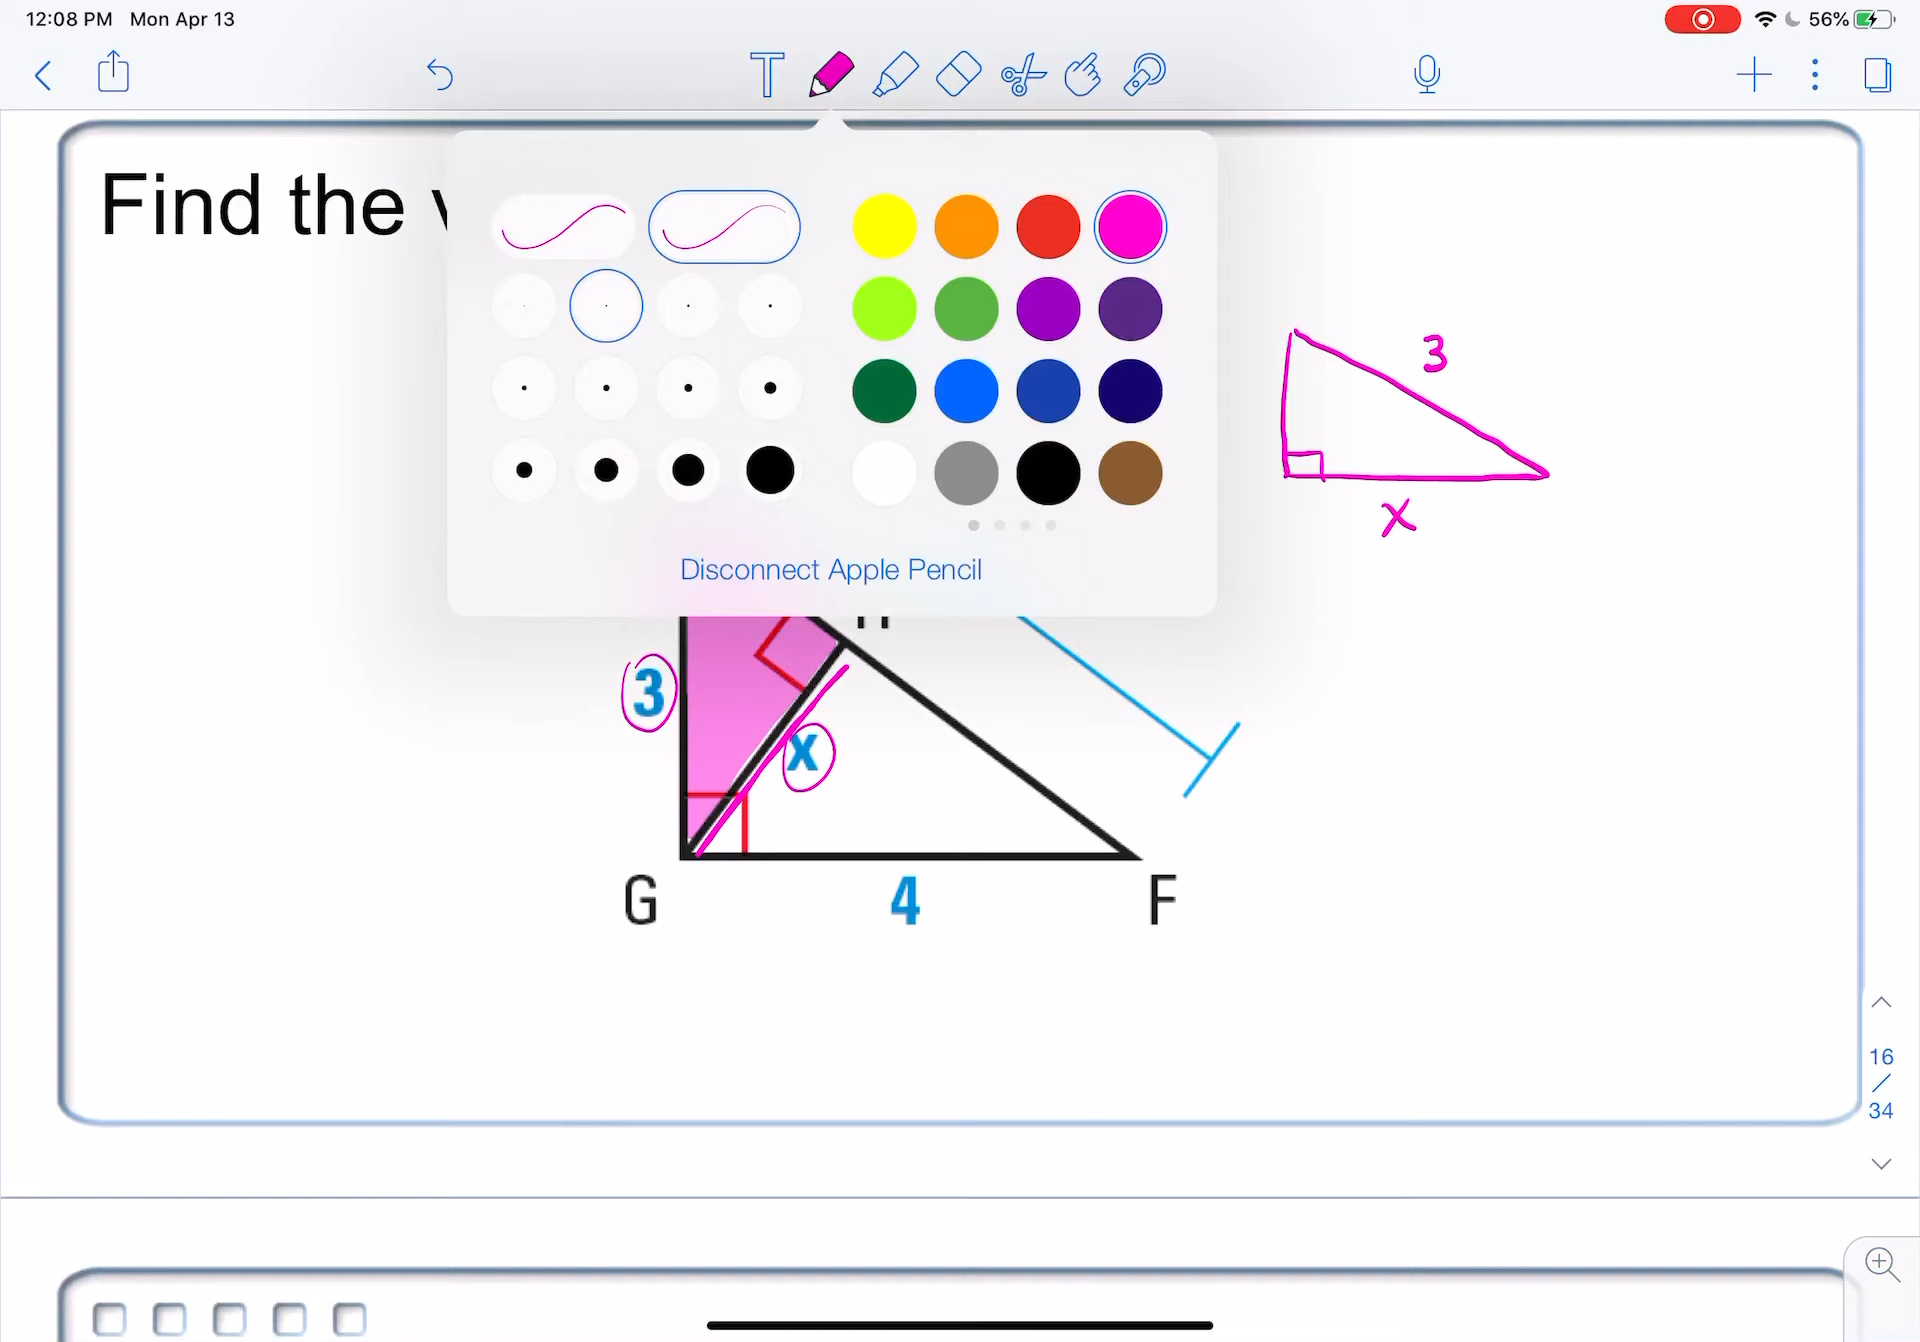 12:08 PM Mon Apr 13
56%
T
Find the
3
x
Disconnect Apple Pencil
3
x
G
4
F
16
/
34